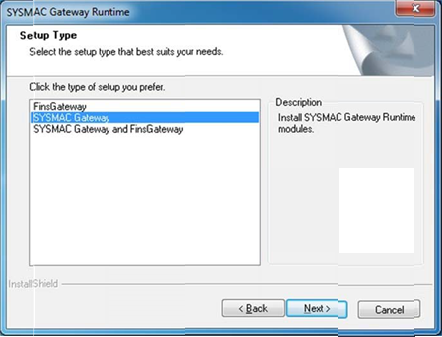 SYSMAC Gateway Runtime
Setup Type
Select the setup type that best suits your needs.
Click the type of setup you prefer.
FinsGateway
SYSMAC Gateway
SYSMAC Gateway and FinsGateway
Description
Install SYSMAC Gateway Runtime
modules.
InstallShield
< Back
Next >
Cancel